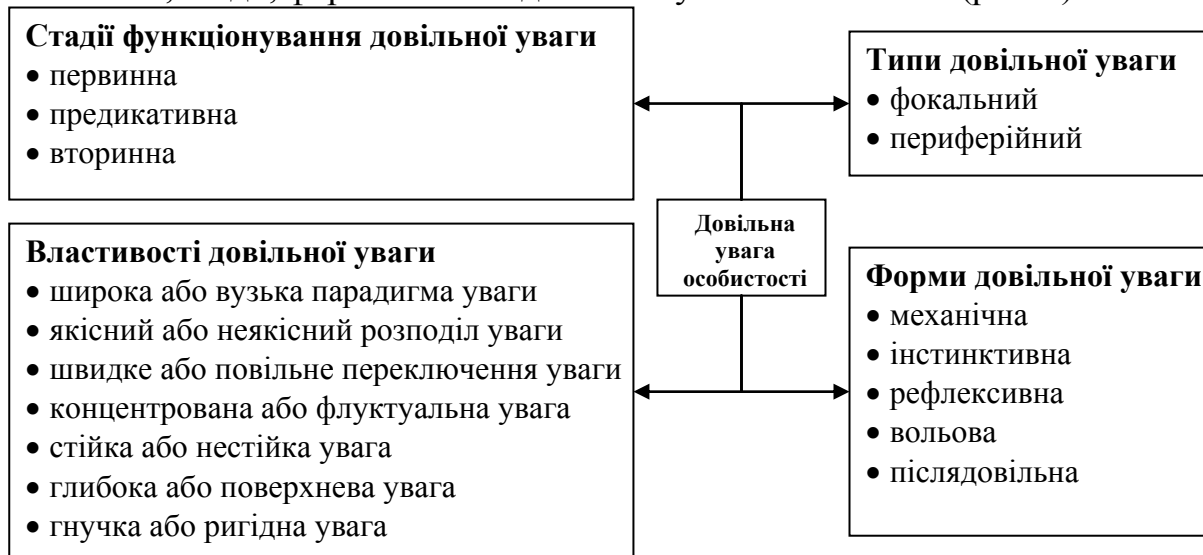 Стадії функціонування довільної уваги
• первинна
• предикативна
• вторинна
Типи довільної уваги
• фокальний
• периферійний
Довільна
увага
особистості
Властивості довільної уваги
• широка або вузька парадигма уваги
• якісний або неякісний розподіл уваги
• швидке або повільне переключення уваги
• концентрована або флуктуальна увага
• стійка або нестійка увага
• глибока або поверхнева увага
• гнучка або ригідна увага
Форми довільної уваги
• механічна
• інстинктивна
• рефлексивна
• вольова
• післядовільна